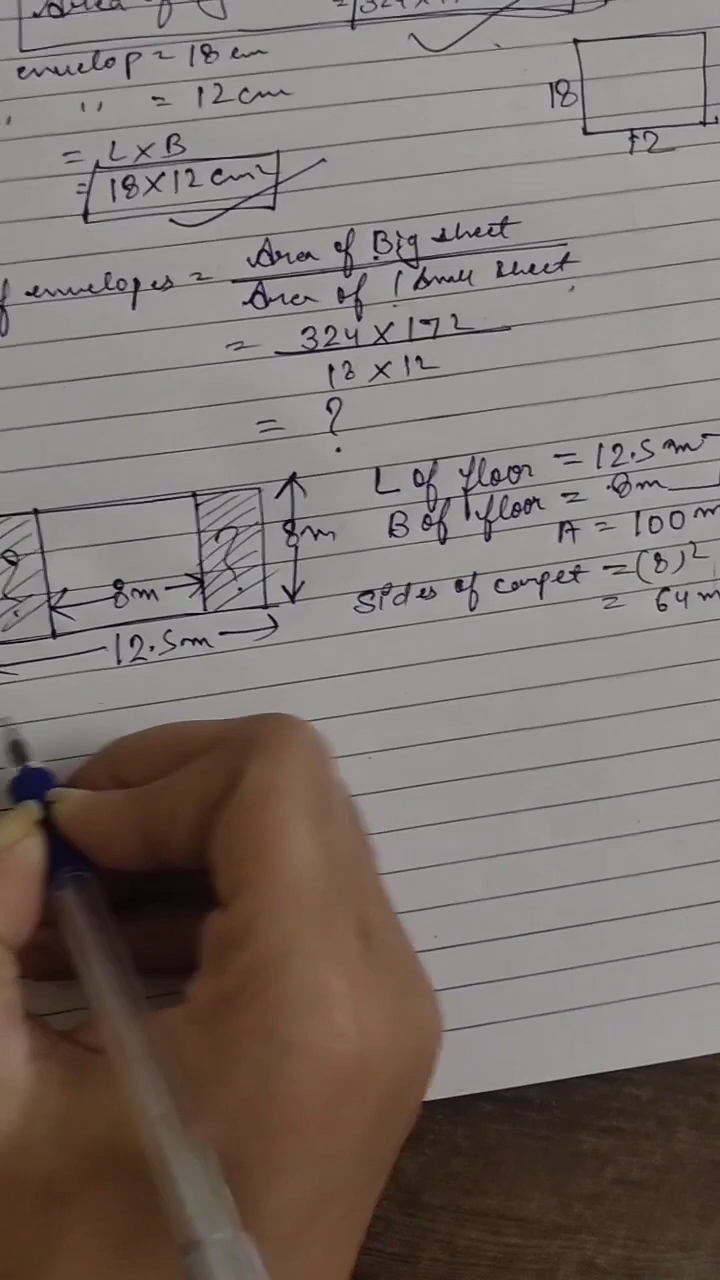 Area of
= 324 ×
envelop = 18 cm
" " = 12 cm
18
12
= L × B
= 18 × 12 cm²
f envelopes = Area of Big sheet
Area of 1 small sheet
= 324 × 172
18 × 12
= ?
L of floor = 12.5 m
B of floor = 8m
A = 100 m
Sides of carpet = (8)²
= 64 m
?
8m
?
8m
12.5m